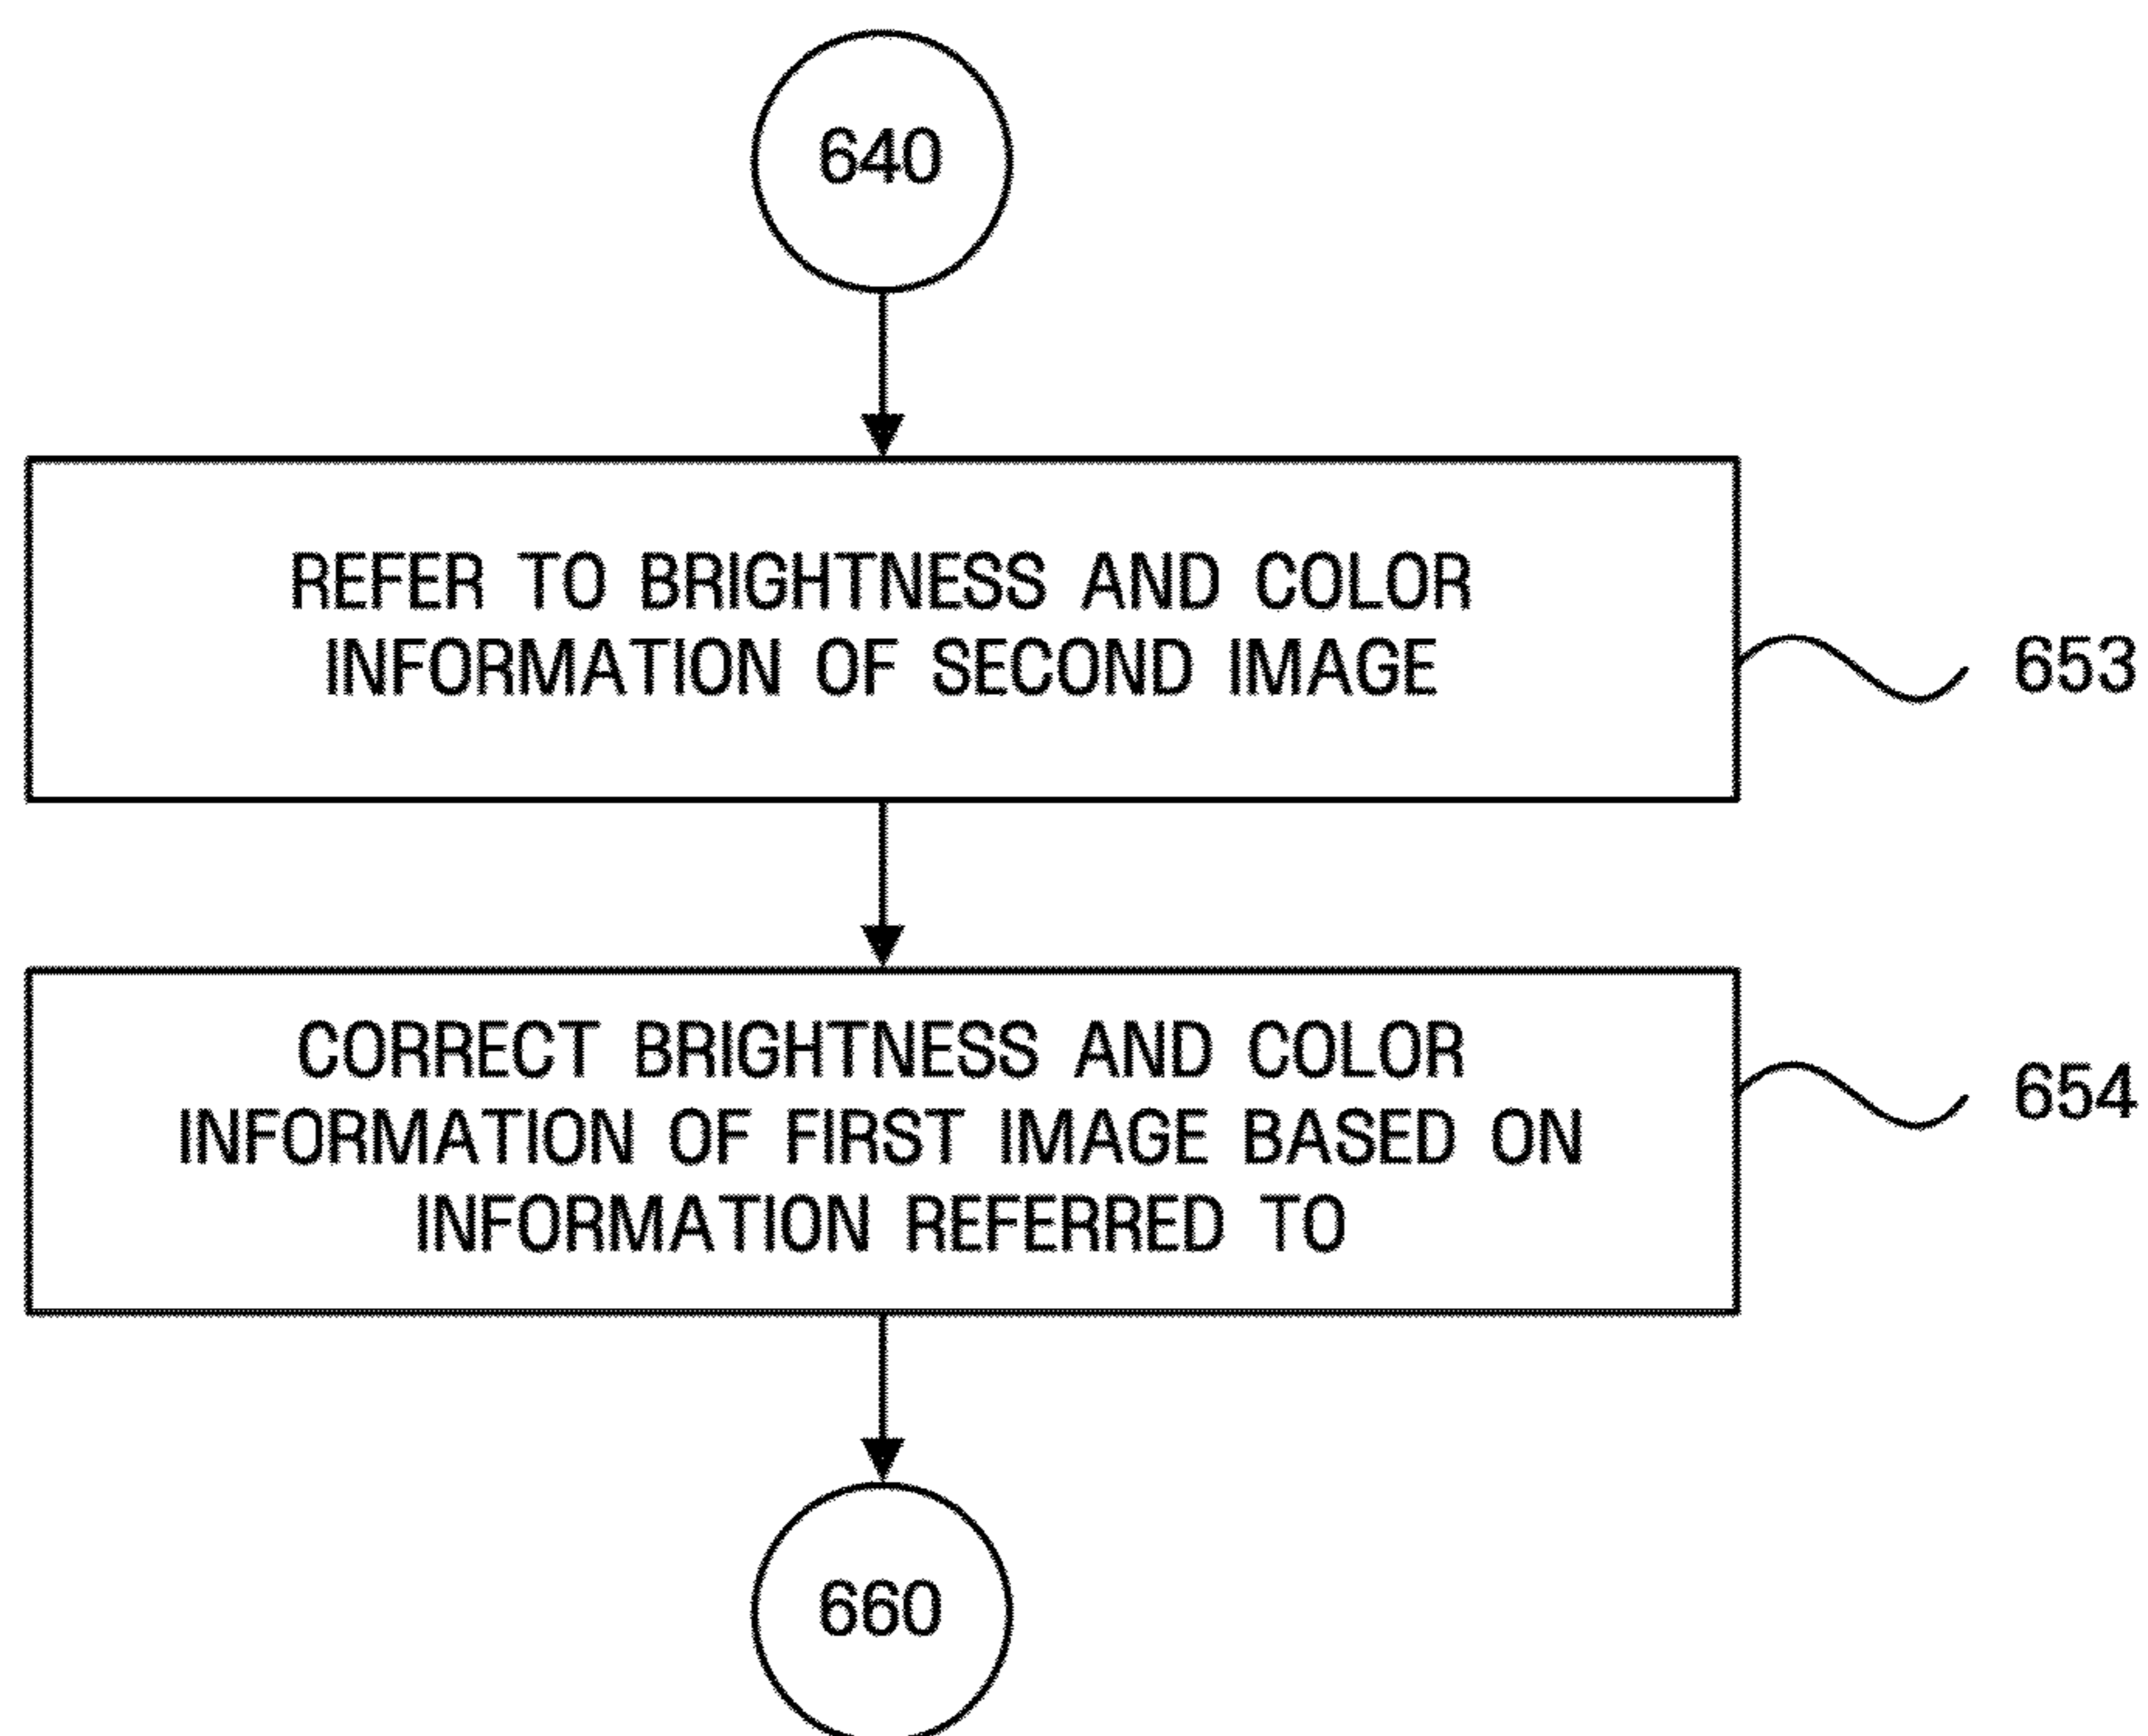 640
REFER TO BRIGHTNESS AND COLOR
INFORMATION OF SECOND IMAGE
653
CORRECT BRIGHTNESS AND COLOR
INFORMATION OF FIRST IMAGE BASED ON
INFORMATION REFERRED TO
654
660